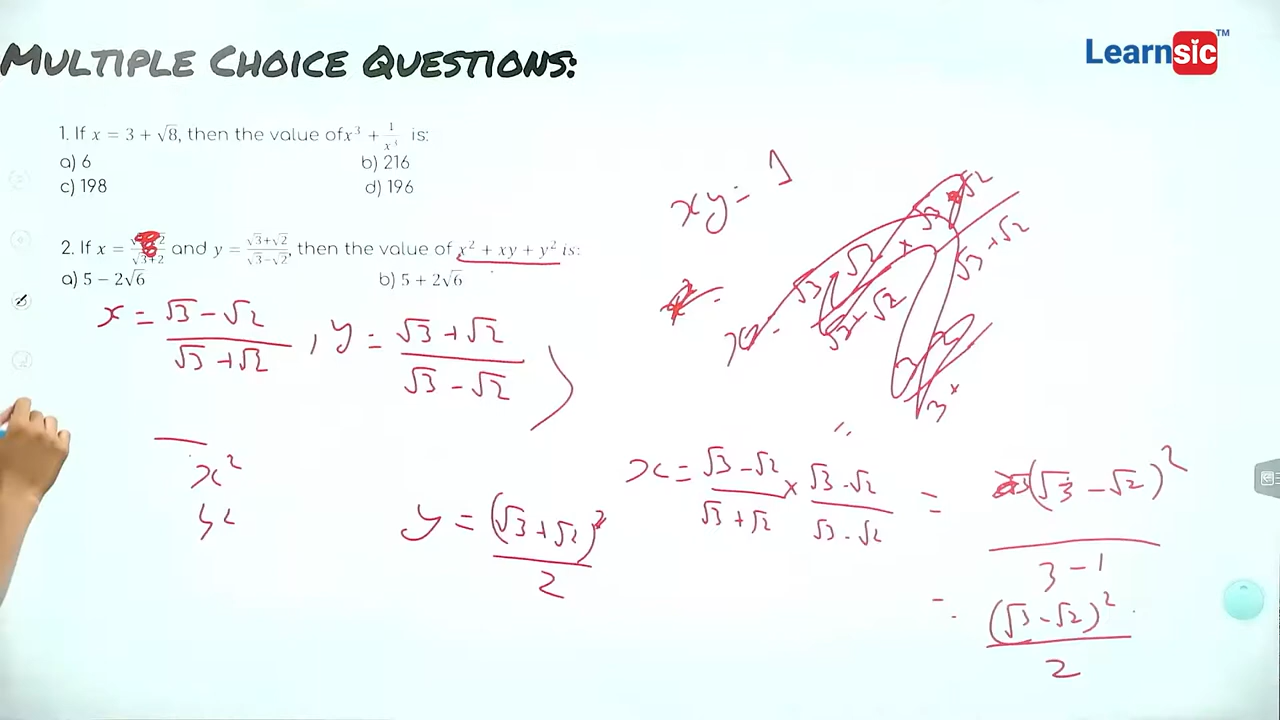 MULTIPLE CHOICE QUESTIONS:
Learnsic™
1. If x = 3 + √8, then the value of x³ + 1/x³ is:
a) 6 b) 216
c) 198 d) 196
2. If x = /√3+2 and y = √3+√2/√3−√2, then the value of x² + xy + y² is:
a) 5 − 2√6 b) 5 + 2√6
xy = 1
x = √3 − √2/√3 + √2, y = √3 + √2/√3 − √2
√3 + √2
x²
x = √3 − √2/√3 + √2 × √3 − √2/√3 − √2 = (√3 − √2)²/3 − 1
y = (√3 + √2)²/2
= (√3 − √2)²/2